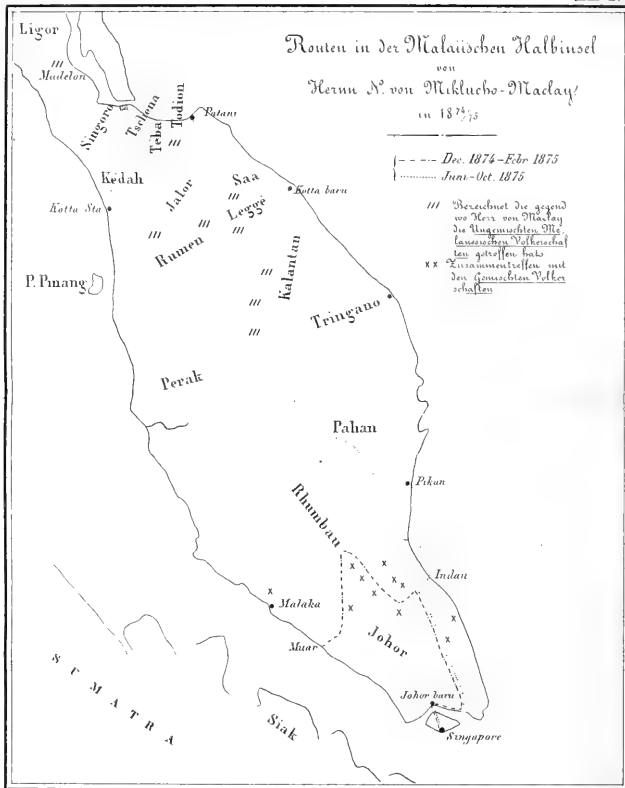 Routen in der Malaiischen Halbinsel
von
Herrn N. von Miklucho-Maclay!
in 1874/75
Dec. 1874-Febr 1875
Juni-Oct. 1875
/// Bezeichnet die gegend
wo Herr von Maclay
die Ungemischten Me-
lanesischen Volkerschaf
ten getroffen hat.
x x Zusammentreffen mit
den Gemischten Volker
schaften
Ligor
Madelon
Singoro
Tschena
Teba
Todion
Patani
Kedah
Kotta Sta
Jalor
Saa
Kotta baru
Legge
Rumen
P. Pinang
Kalantan
Tringano
Perak
Pahan
Pikan
Rhumbau
Indau
Malaka
Muar
Johor
Johor baru
SUMATRA
Siak
Singapore